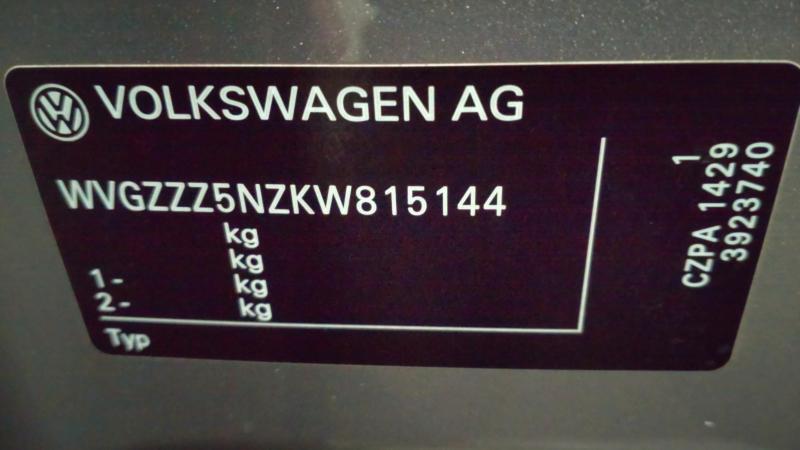 VOLKSWAGEN AG
WVGZZZ5NZKW815144
kg
kg
1- kg
2- kg
Typ
1
CZPA 1429
3923740